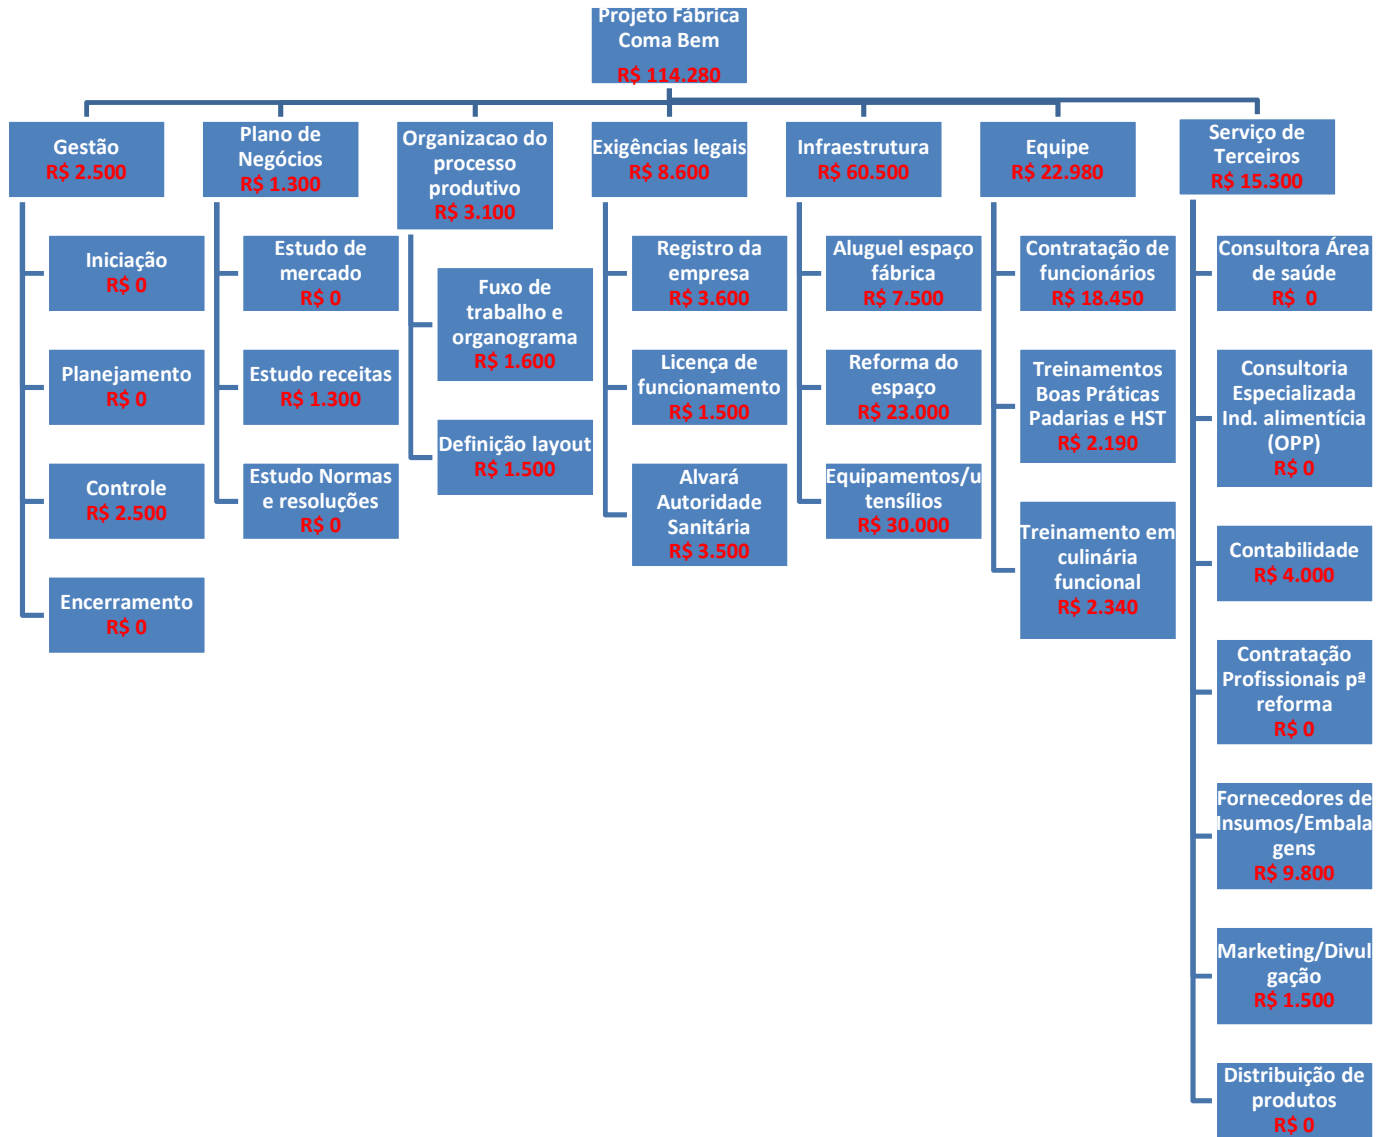 Projeto Fábrica
Coma Bem
R$ 114.280
Gestão
R$ 2.500
Iniciação
R$ 0
Planejamento
R$ 0
Controle
R$ 2.500
Encerramento
R$ 0
Plano de
Negócios
R$ 1.300
Estudo de
mercado
R$ 0
Estudo receitas
R$ 1.300
Estudo Normas
e resoluções
R$ 0
Organizacao do
processo
produtivo
R$ 3.100
Fuxo de
trabalho e
organograma
R$ 1.600
Definição layout
R$ 1.500
Exigências legais
R$ 8.600
Registro da
empresa
R$ 3.600
Licença de
funcionamento
R$ 1.500
Alvará
Autoridade
Sanitária
R$ 3.500
Infraestrutura
R$ 60.500
Aluguel espaço
fábrica
R$ 7.500
Reforma do
espaço
R$ 23.000
Equipamentos/u
tensílios
R$ 30.000
Equipe
R$ 22.980
Contratação de
funcionários
R$ 18.450
Treinamentos
Boas Práticas
Padarias e HST
R$ 2.190
Treinamento em
culinária
funcional
R$ 2.340
Serviço de
Terceiros
R$ 15.300
Consultora Área
de saúde
R$ 0
Consultoria
Especializada
Ind. alimentícia
(OPP)
R$ 0
Contabilidade
R$ 4.000
Contratação
Profissionais pª
reforma
R$ 0
Fornecedores de
Insumos/Embala
gens
R$ 9.800
Marketing/Divul
gação
R$ 1.500
Distribuição de
produtos
R$ 0